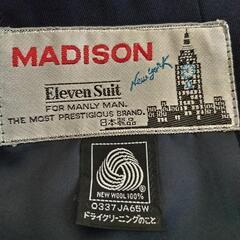 MADISON
New York
Eleven Suit
FOR MANLY MAN.
THE MOST PRESTIGIOUS BRAND.
日本製品
NEW WOOL 100%
0337JA65W
ドライクリーニングのこと